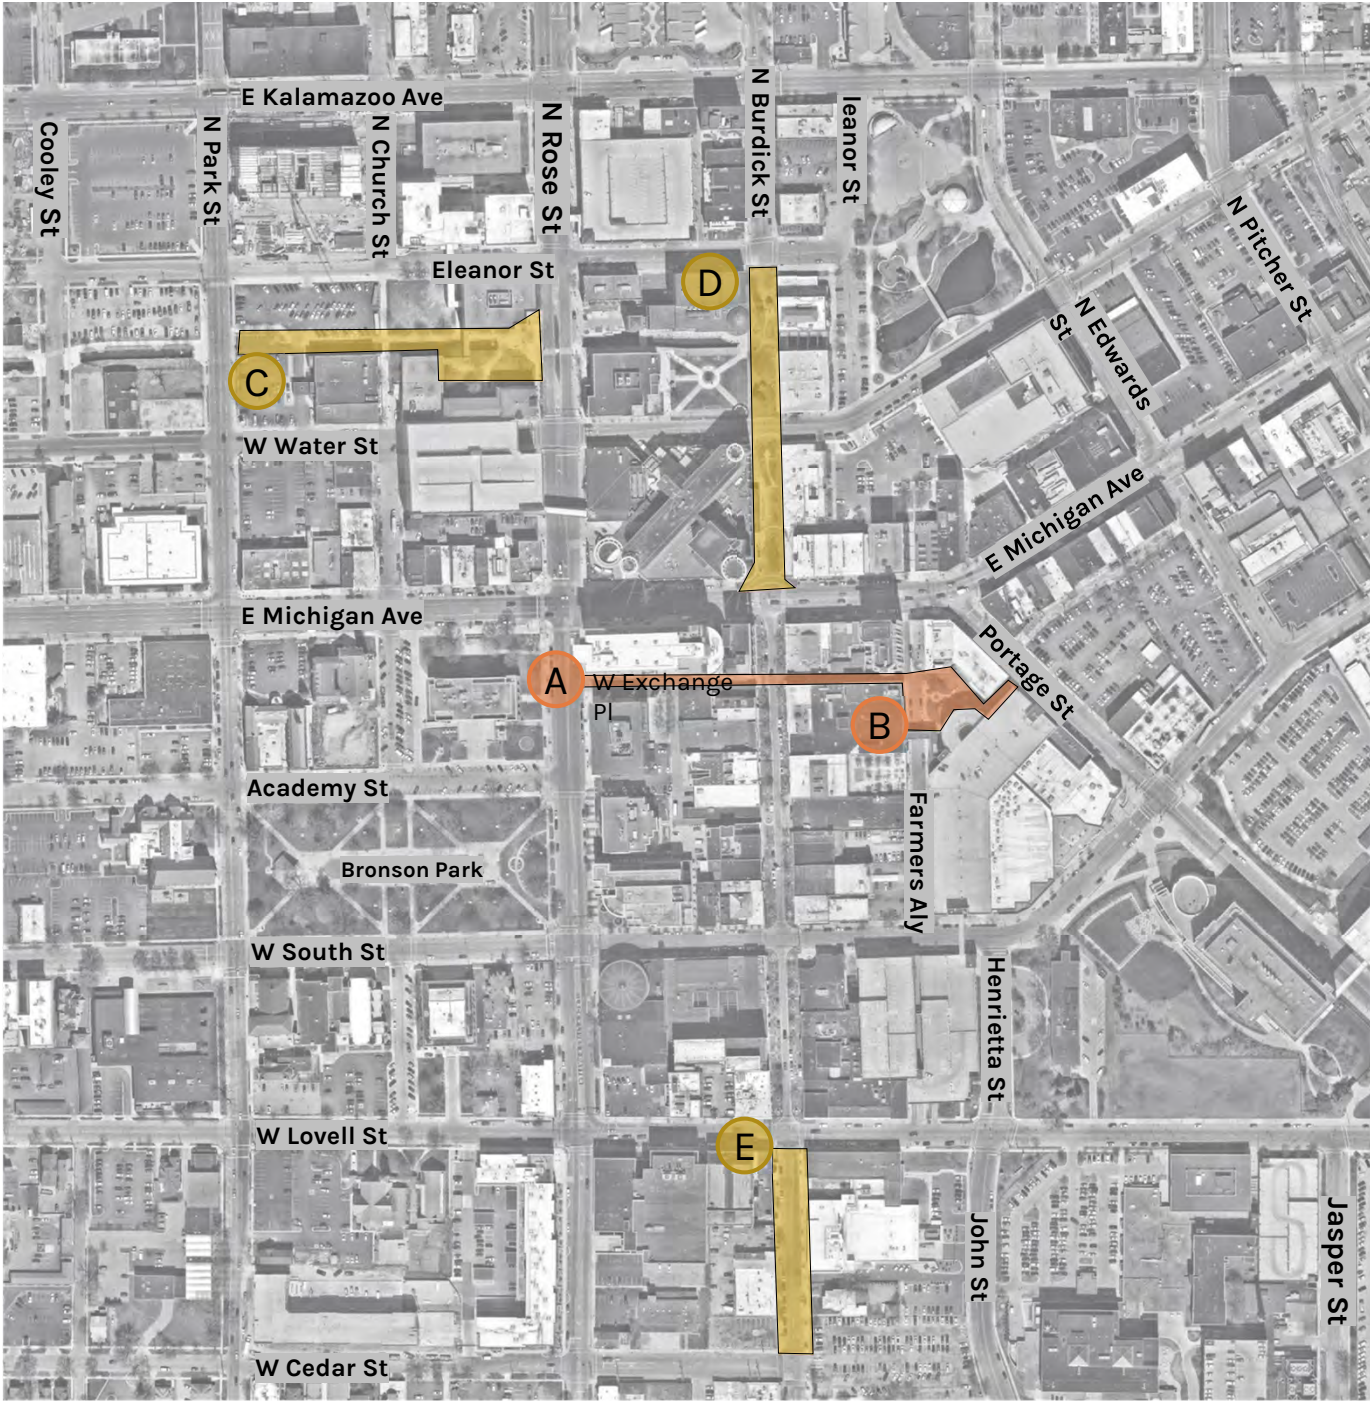 E Kalamazoo Ave
Cooley St
N Park St
N Church St
N Rose St
N Burdick St
leanor St
N Pitcher St
Eleanor St
D
N Edwards
St
C
W Water St
E Michigan Ave
E Michigan Ave
Portage St
A
W Exchange
Pl
B
Academy St
Farmers Aly
Bronson Park
W South St
Henrietta St
W Lovell St
E
John St
Jasper St
W Cedar St